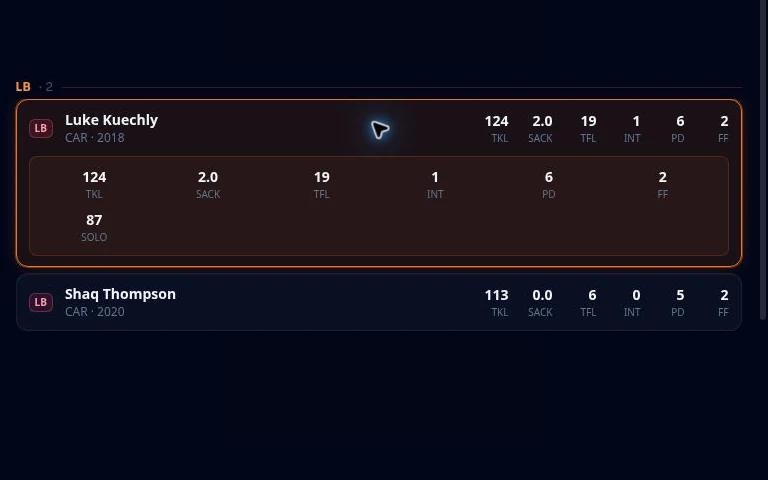 LB · 2
LB Luke Kuechly 124 2.0 19 1 6 2
CAR · 2018 TKL SACK TFL INT PD FF
124 2.0 19 1 6 2
TKL SACK TFL INT PD FF
87
SOLO
LB Shaq Thompson 113 0.0 6 0 5 2
CAR · 2020 TKL SACK TFL INT PD FF